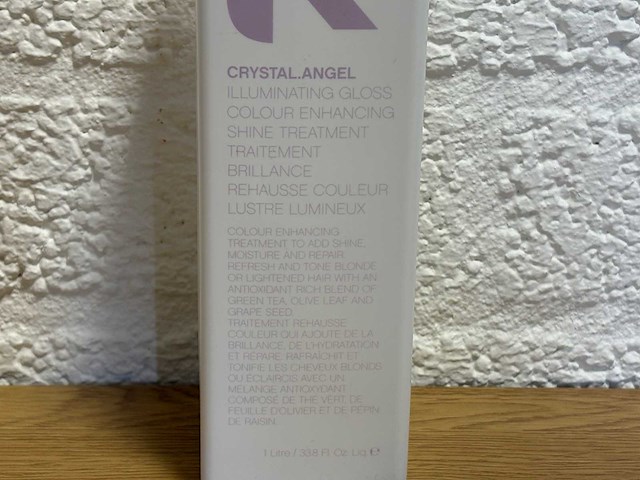 CRYSTAL.ANGEL
ILLUMINATING GLOSS
COLOUR ENHANCING
SHINE TREATMENT
TRAITEMENT
BRILLANCE
REHAUSSE COULEUR
LUSTRE LUMINEUX
COLOUR ENHANCING
TREATMENT TO ADD SHINE,
MOISTURE AND REPAIR.
REFRESH AND TONE BLONDE
OR LIGHTENED HAIR WITH AN
ANTIOXIDANT RICH BLEND OF
GREEN TEA, OLIVE LEAF AND
GRAPE SEED.
TRAITEMENT REHAUSSE
COULEUR QUI AJOUTE DE LA
BRILLANCE, DE L'HYDRATATION
ET RÉPARE. RAFRAÎCHIT ET
TONIFIE LES CHEVEUX BLONDS
OU ÉCLAIRCIS AVEC UN
MÉLANGE ANTIOXYDANT
COMPOSÉ DE THÉ VERT, DE
FEUILLE D'OLIVIER ET DE PÉPIN
DE RAISIN.
1 Litre / 33.8 Fl. Oz. Liq. ℮